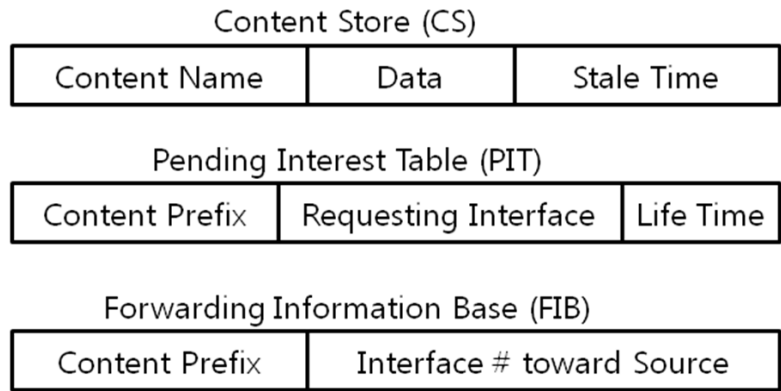 Content Store (CS)
Content Name Data Stale Time
Pending Interest Table (PIT)
Content Prefix Requesting Interface Life Time
Forwarding Information Base (FIB)
Content Prefix Interface # toward Source